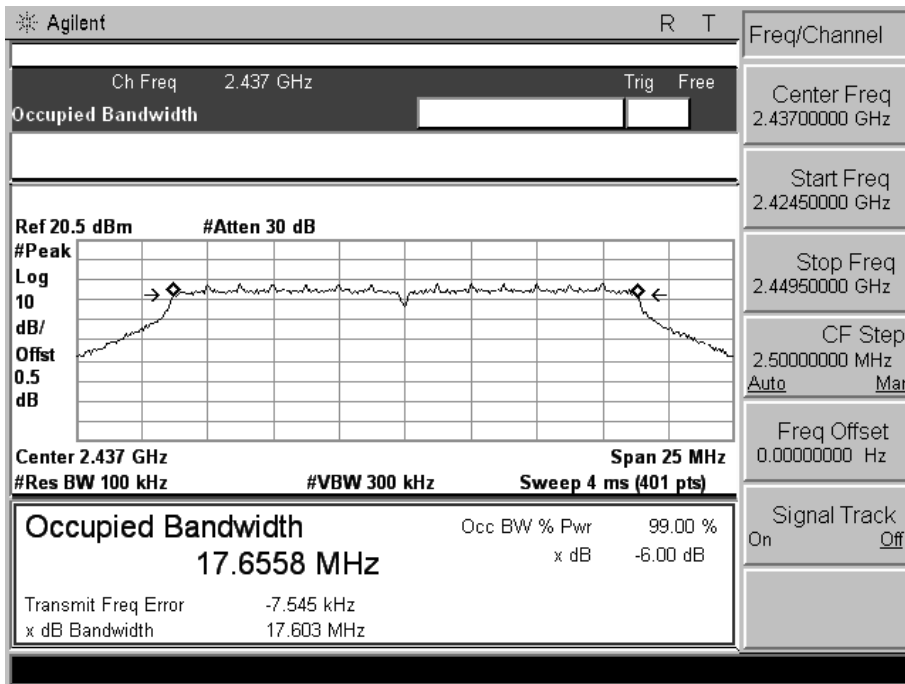 Agilent R T
Freq/Channel
Ch Freq 2.437 GHz Trig Free
Occupied Bandwidth
Center Freq
2.43700000 GHz
Start Freq
2.42450000 GHz
Stop Freq
2.44950000 GHz
CF Step
2.50000000 MHz
Auto Man
Freq Offset
0.00000000 Hz
Signal Track
On Off
Ref 20.5 dBm #Atten 30 dB
#Peak
Log
10
dB/
Offst
0.5
dB
Center 2.437 GHz Span 25 MHz
#Res BW 100 kHz #VBW 300 kHz Sweep 4 ms (401 pts)
Occupied Bandwidth Occ BW % Pwr 99.00 %
17.6558 MHz x dB -6.00 dB
Transmit Freq Error -7.545 kHz
x dB Bandwidth 17.603 MHz